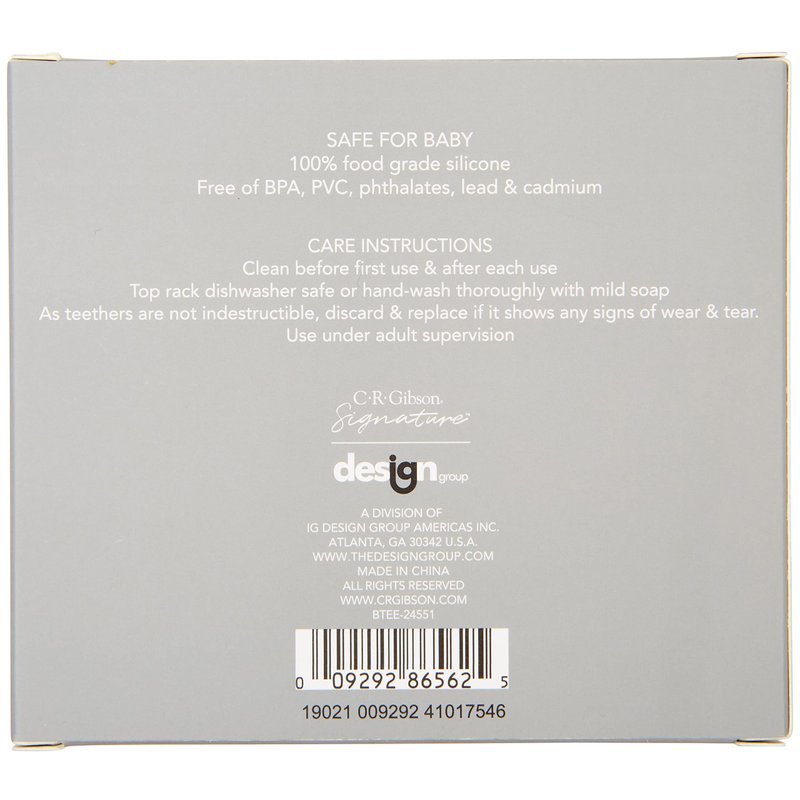 SAFE FOR BABY
100% food grade silicone
Free of BPA, PVC, phthalates, lead & cadmium
CARE INSTRUCTIONS
Clean before first use & after each use
Top rack dishwasher safe or hand-wash thoroughly with mild soap
As teethers are not indestructible, discard & replace if it shows any signs of wear & tear.
Use under adult supervision
C·R·Gibson®
Signature™
design group
A DIVISION OF
IG DESIGN GROUP AMERICAS INC.
ATLANTA, GA 30342 U.S.A.
WWW.THEDESIGNGROUP.COM
MADE IN CHINA
ALL RIGHTS RESERVED
WWW.CRGIBSON.COM
BTEE-24551
0 09292 86562 5
19021 009292 41017546